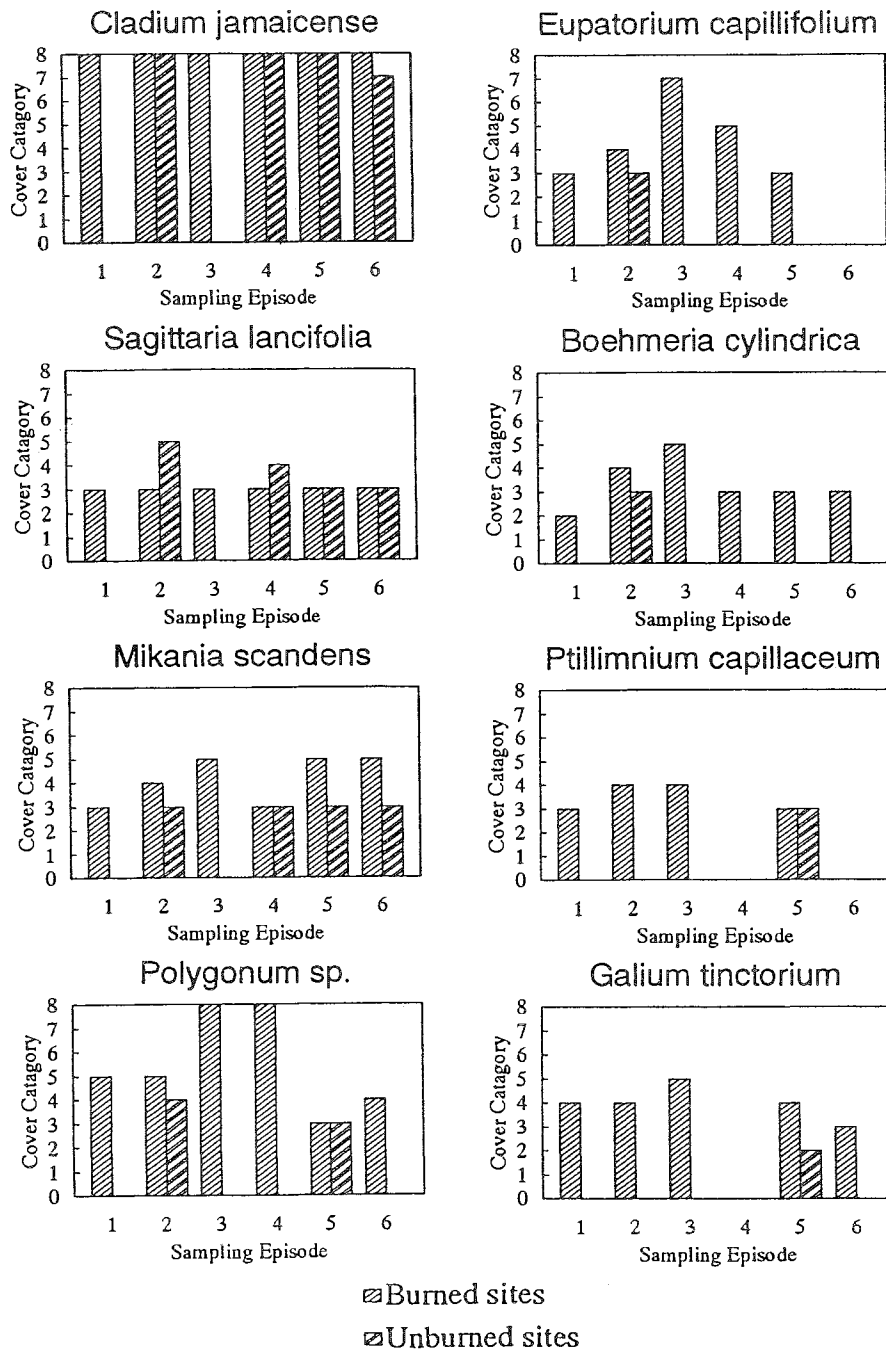 Cladium jamaicense
8
7
6
5
4
3
2
1
0
Cover Catagory
1 2 3 4 5 6
Sampling Episode
Eupatorium capillifolium
8
7
6
5
4
3
2
1
0
Cover Catagory
1 2 3 4 5 6
Sampling Episode
Sagittaria lancifolia
8
7
6
5
4
3
2
1
0
Cover Catagory
1 2 3 4 5 6
Sampling Episode
Boehmeria cylindrica
8
7
6
5
4
3
2
1
0
Cover Catagory
1 2 3 4 5 6
Sampling Episode
Mikania scandens
8
7
6
5
4
3
2
1
0
Cover Catagory
1 2 3 4 5 6
Sampling Episode
Ptillimnium capillaceum
8
7
6
5
4
3
2
1
0
Cover Catagory
1 2 3 4 5 6
Sampling Episode
Polygonum sp.
8
7
6
5
4
3
2
1
0
Cover Catagory
1 2 3 4 5 6
Sampling Episode
Galium tinctorium
8
7
6
5
4
3
2
1
0
Cover Catagory
1 2 3 4 5 6
Sampling Episode
Burned sites
Unburned sites